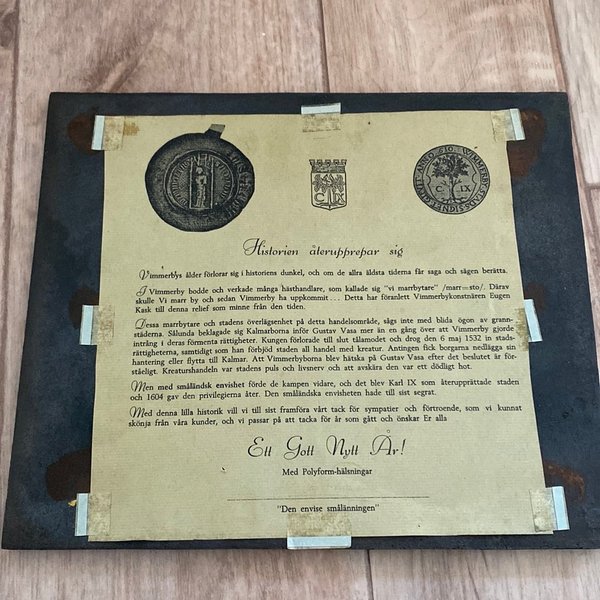 C IX
VIMMERBY STADS
ANNO 1610
C IX
Historien återupprepar sig
Vimmerbys ålder förlorar sig i historiens dunkel, och om de allra äldsta tiderna får saga och sägen berätta.
I Vimmerby bodde och verkade många hästhandlare, som kallade sig "vi marrbytare" /marr=sto/. Därav
skulle Vi marr by och sedan Vimmerby ha uppkommit . . . Detta har föranlett Vimmerbykonstnären Eugen
Kask till denna relief som minne från den tiden.
Dessa marrbytare och stadens överlägsenhet på detta handelsområde, sågs inte med blida ögon av grann-
städerna. Sålunda beklagade sig Kalmarborna inför Gustav Vasa mer än en gång över att Vimmerby gjorde
intrång i deras förmenta rättigheter. Kungen förlorade till slut tålamodet och drog den 6 maj 1532 in stads-
rättigheterna, samtidigt som han förbjöd staden all handel med kreatur. Antingen fick borgarna nedlägga sin
hantering eller flytta till Kalmar. Att Vimmerbyborna blev hätska på Gustav Vasa efter det beslutet är för-
ståeligt. Kreaturshandeln var stadens puls och livsnerv och att avskära den var ett dödligt hot.
Men med småländsk envishet förde de kampen vidare, och det blev Karl IX som återupprättade staden
och 1604 gav den privilegierna åter. Den småländska envisheten hade till sist segrat.
Med denna lilla historik vill vi till sist framföra vårt tack för sympatier och förtroende, som vi kunnat
skönja från våra kunder, och vi passar på att tacka för år som gått och önskar Er alla
Ett Gott Nytt År!
Med Polyform-hälsningar
"Den envise smålänningen"